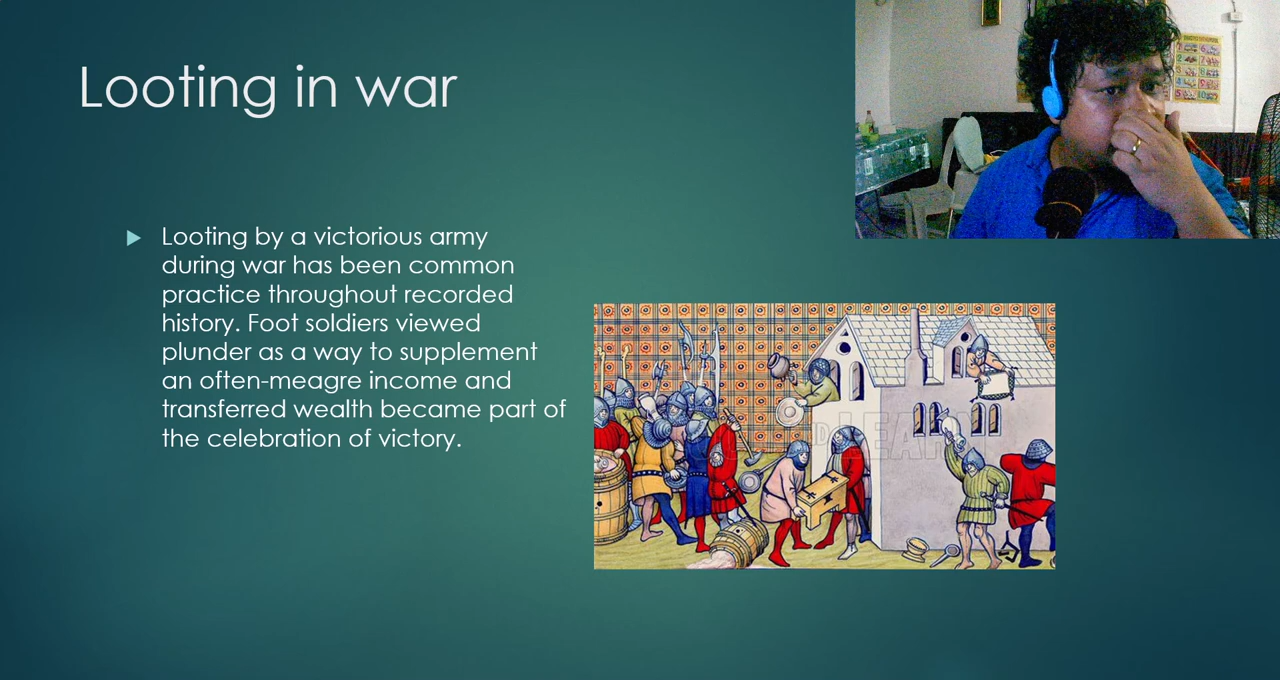 Looting in war
Looting by a victorious army
during war has been common
practice throughout recorded
history. Foot soldiers viewed
plunder as a way to supplement
an often-meagre income and
transferred wealth became part of
the celebration of victory.